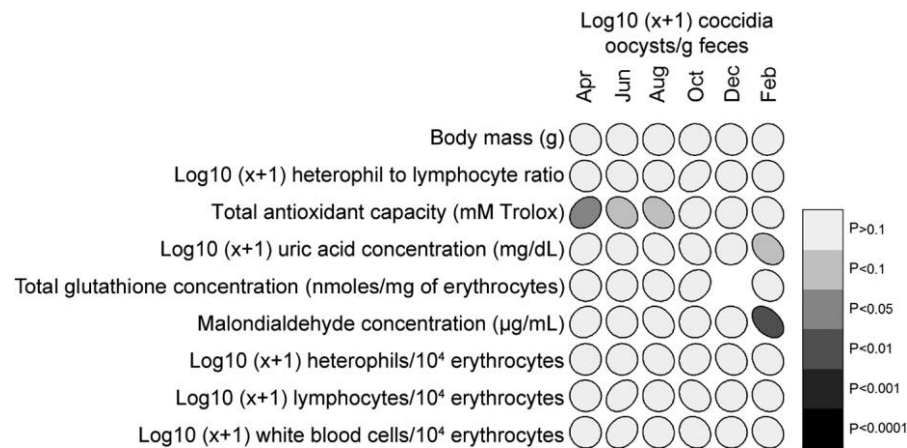 Log10 (x+1) coccidia
oocysts/g feces
Apr
Jun
Aug
Oct
Dec
Feb
Body mass (g)
Log10 (x+1) heterophil to lymphocyte ratio
Total antioxidant capacity (mM Trolox)
Log10 (x+1) uric acid concentration (mg/dL)
Total glutathione concentration (nmoles/mg of erythrocytes)
Malondialdehyde concentration (µg/mL)
Log10 (x+1) heterophils/10⁴ erythrocytes
Log10 (x+1) lymphocytes/10⁴ erythrocytes
Log10 (x+1) white blood cells/10⁴ erythrocytes
P>0.1
P<0.1
P<0.05
P<0.01
P<0.001
P<0.0001